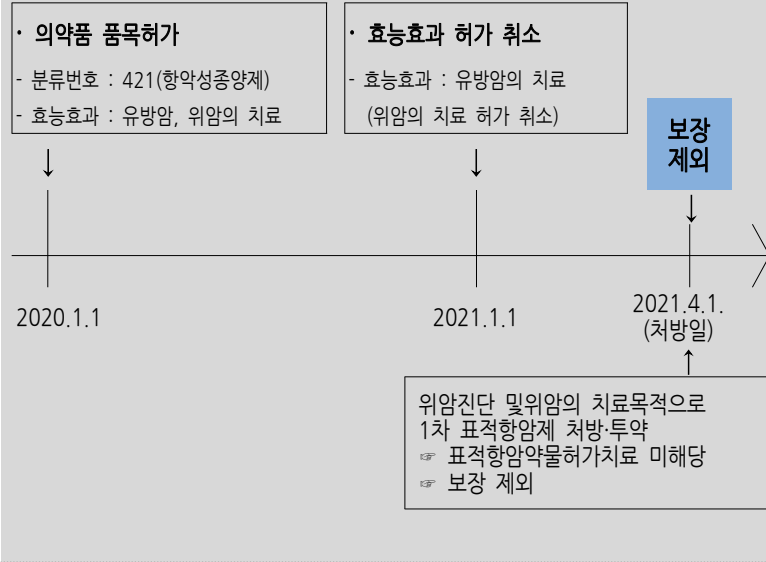 · 의약품 품목허가
- 분류번호 : 421(항악성종양제)
- 효능효과 : 유방암, 위암의 치료
· 효능효과 허가 취소
- 효능효과 : 유방암의 치료
(위암의 치료 허가 취소)
보장
제외
2020.1.1
2021.1.1
2021.4.1.
(처방일)
위암진단 및위암의 치료목적으로
1차 표적항암제 처방·투약
☞ 표적항암약물허가치료 미해당
☞ 보장 제외